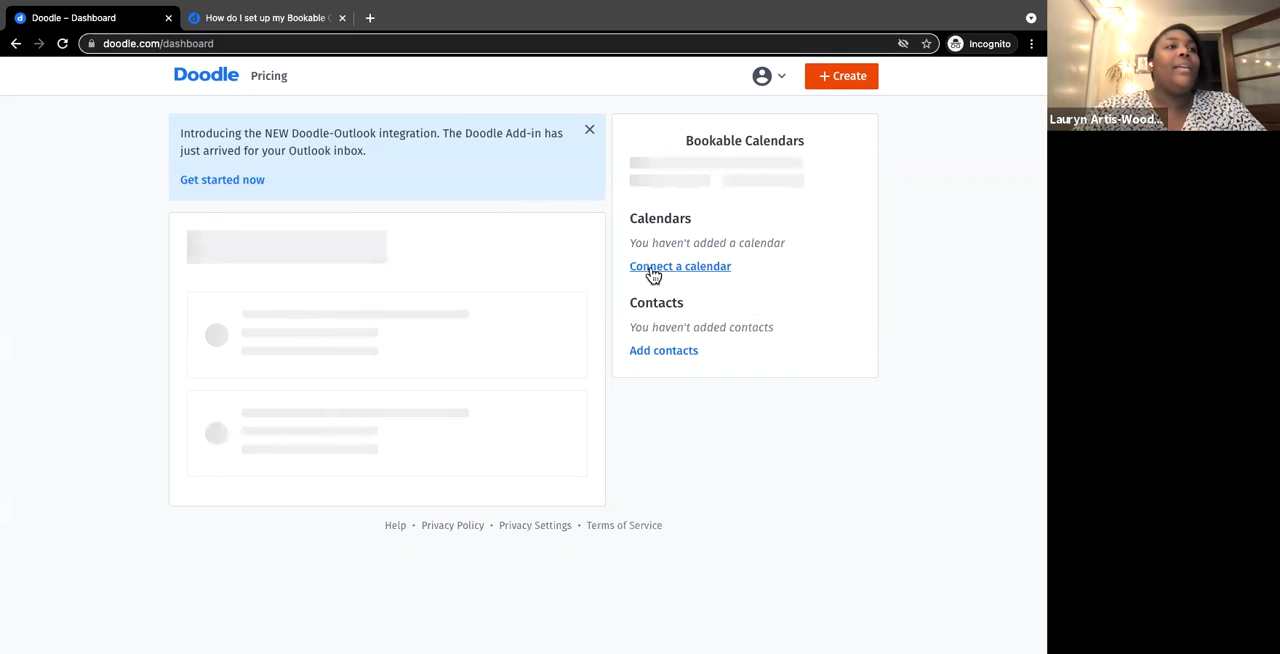 Doodle – Dashboard
How do I set up my Bookable
doodle.com/dashboard
Incognito
Doodle
Pricing
+ Create
Introducing the NEW Doodle-Outlook integration. The Doodle Add-in has
just arrived for your Outlook inbox.
Get started now
Bookable Calendars
Calendars
You haven't added a calendar
Connect a calendar
Contacts
You haven't added contacts
Add contacts
Help • Privacy Policy • Privacy Settings • Terms of Service
Lauryn Artis-Wood...